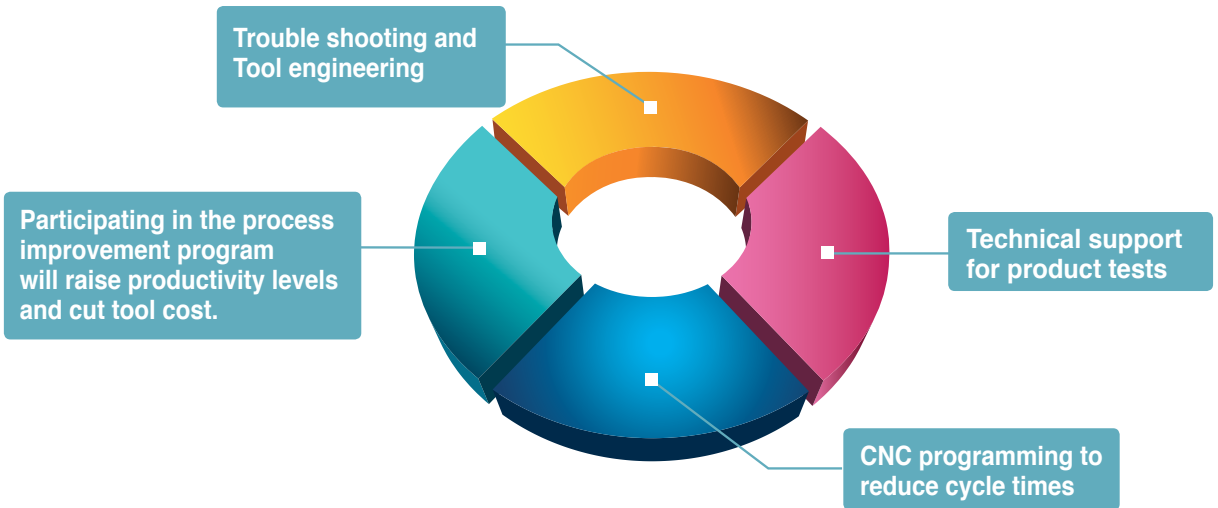 Trouble shooting and
Tool engineering
Participating in the process
improvement program
will raise productivity levels
and cut tool cost.
Technical support
for product tests
CNC programming to
reduce cycle times